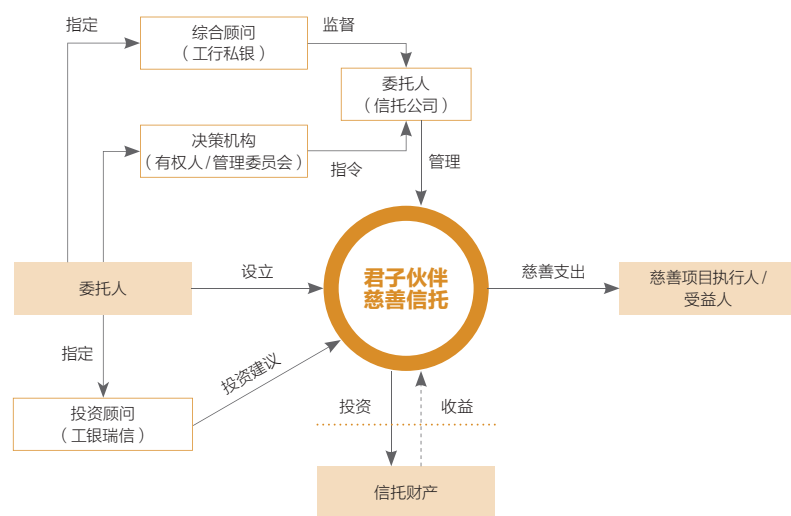 指定
综合顾问
（工行私银）
监督
委托人
（信托公司）
决策机构
（有权人/管理委员会）
指令
管理
委托人
设立
君子伙伴
慈善信托
慈善支出
慈善项目执行人/
受益人
指定
投资建议
投资顾问
（工银瑞信）
投资
收益
信托财产